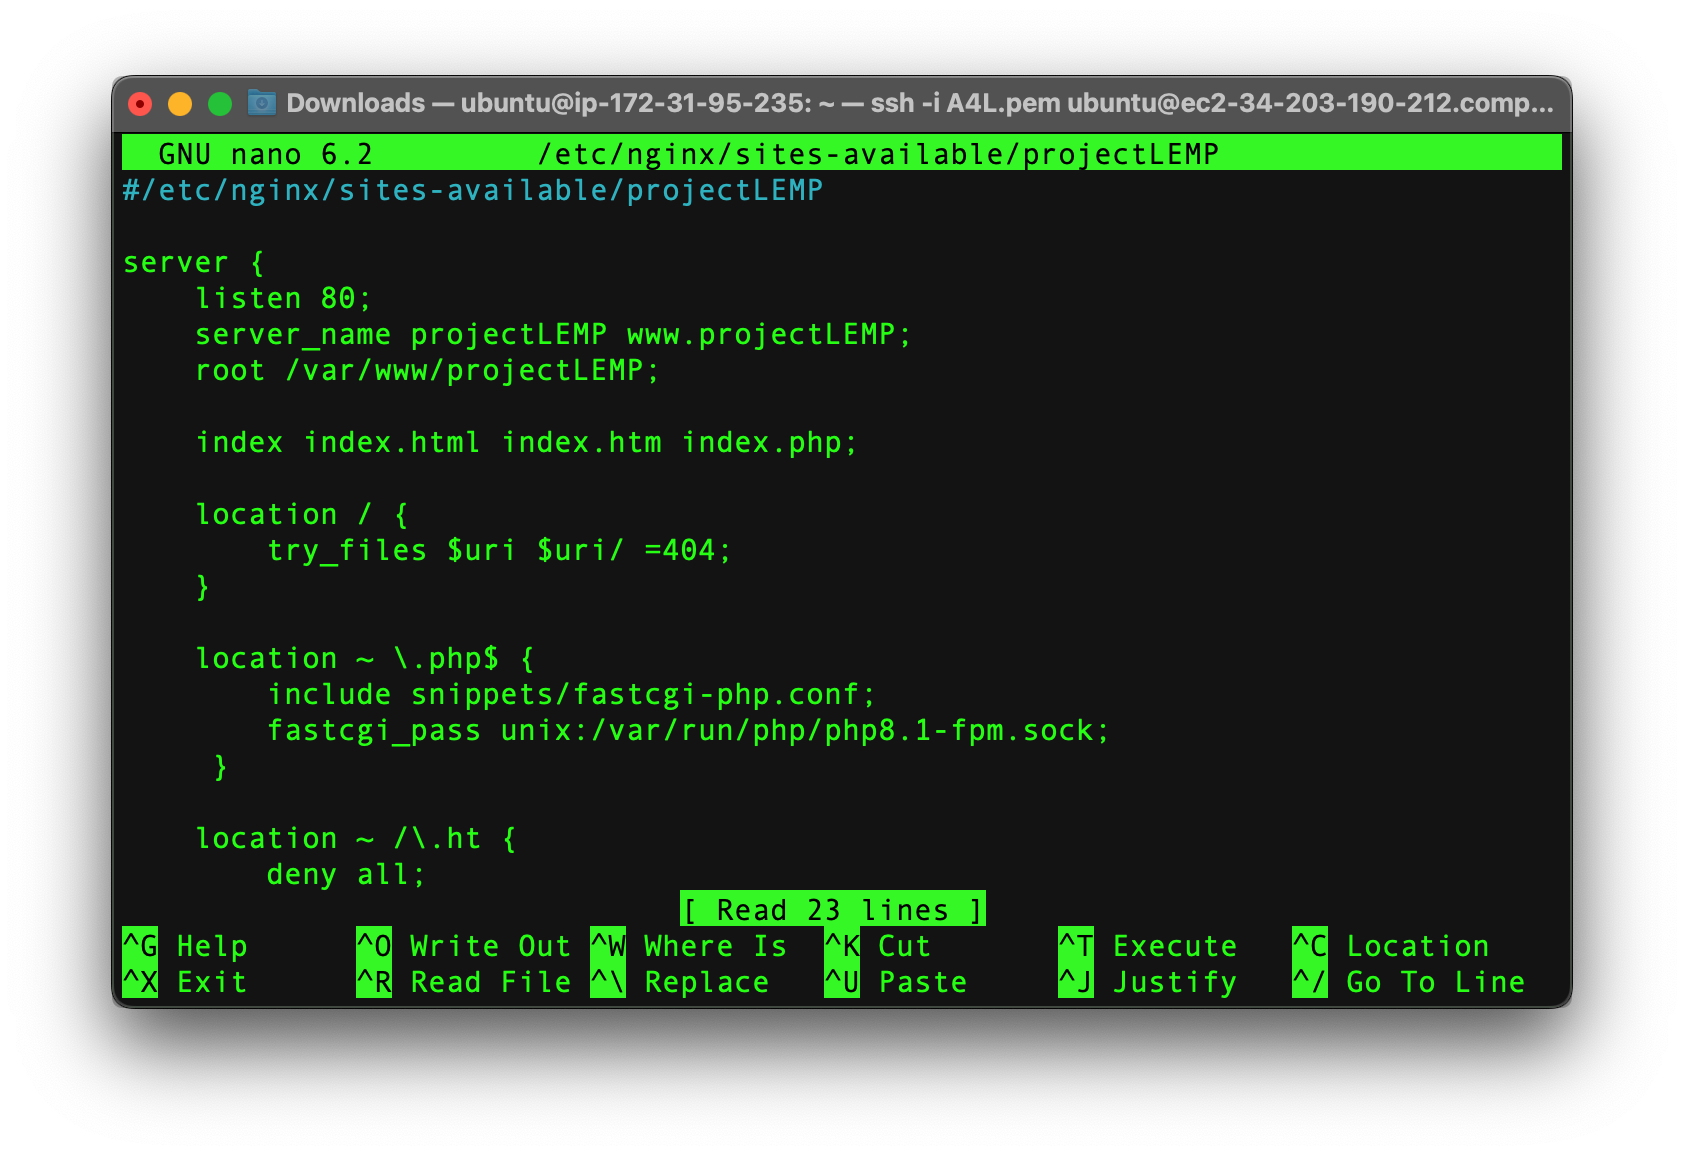 Downloads — ubuntu@ip-172-31-95-235: ~ — ssh -i A4L.pem ubuntu@ec2-34-203-190-212.comp...
GNU nano 6.2 /etc/nginx/sites-available/projectLEMP
#/etc/nginx/sites-available/projectLEMP
server {
    listen 80;
    server_name projectLEMP www.projectLEMP;
    root /var/www/projectLEMP;
    index index.html index.htm index.php;
    location / {
        try_files $uri $uri/ =404;
    }
    location ~ \.php$ {
        include snippets/fastcgi-php.conf;
        fastcgi_pass unix:/var/run/php/php8.1-fpm.sock;
     }
    location ~ /\.ht {
        deny all;
[ Read 23 lines ]
^G Help ^O Write Out ^W Where Is ^K Cut ^T Execute ^C Location
^X Exit ^R Read File ^\ Replace ^U Paste ^J Justify ^/ Go To Line